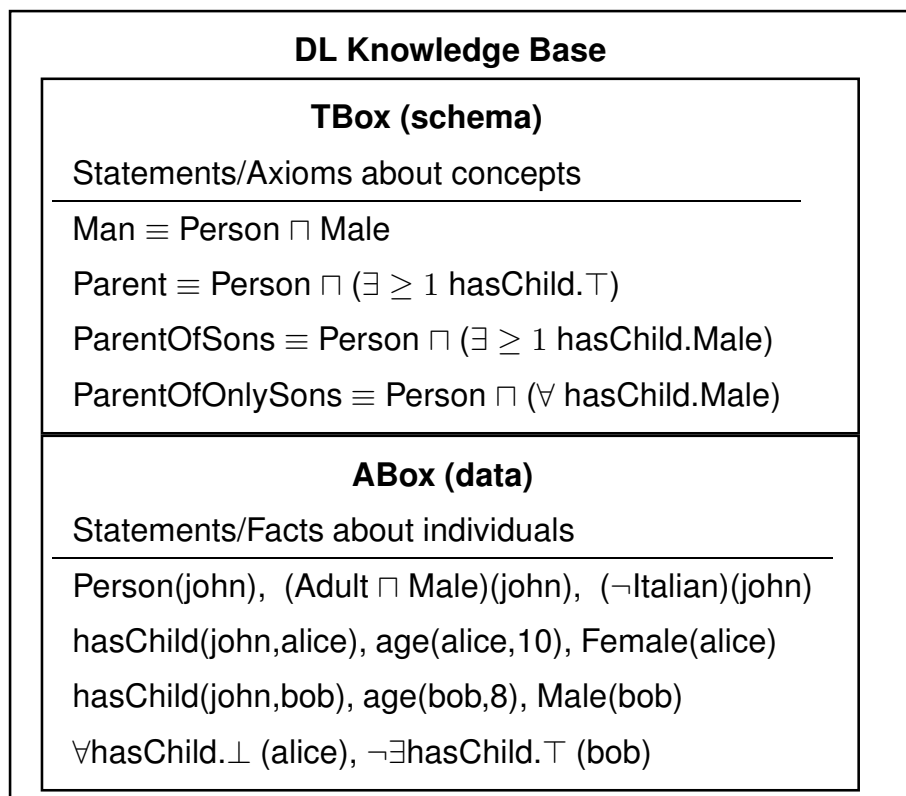 DL Knowledge Base
TBox (schema)
Statements/Axioms about concepts
Man ≡ Person ⊓ Male
Parent ≡ Person ⊓ (∃ ≥ 1 hasChild.⊤)
ParentOfSons ≡ Person ⊓ (∃ ≥ 1 hasChild.Male)
ParentOfOnlySons ≡ Person ⊓ (∀ hasChild.Male)
ABox (data)
Statements/Facts about individuals
Person(john), (Adult ⊓ Male)(john), (¬Italian)(john)
hasChild(john,alice), age(alice,10), Female(alice)
hasChild(john,bob), age(bob,8), Male(bob)
∀hasChild.⊥ (alice), ¬∃hasChild.⊤ (bob)